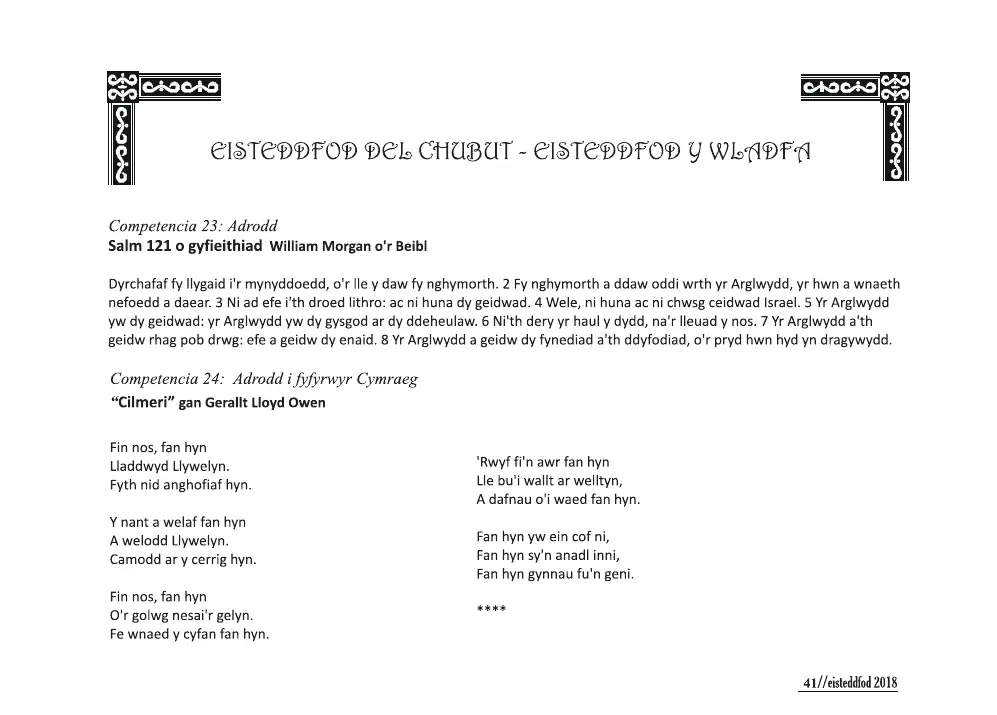 EISTEDDFOD DEL CHUBUT - EISTEDDFOD Y WLADFA
Competencia 23: Adrodd
Salm 121 o gyfieithiad William Morgan o'r Beibl
Dyrchafaf fy llygaid i'r mynyddoedd, o'r lle y daw fy nghymorth. 2 Fy nghymorth a ddaw oddi wrth yr Arglwydd, yr hwn a wnaeth
nefoedd a daear. 3 Ni ad efe i'th droed lithro: ac ni huna dy geidwad. 4 Wele, ni huna ac ni chwsg ceidwad Israel. 5 Yr Arglwydd
yw dy geidwad: yr Arglwydd yw dy gysgod ar dy ddeheulaw. 6 Ni'th dery yr haul y dydd, na'r lleuad y nos. 7 Yr Arglwydd a'th
geidw rhag pob drwg: efe a geidw dy enaid. 8 Yr Arglwydd a geidw dy fynediad a'th ddyfodiad, o'r pryd hwn hyd yn dragywydd.
Competencia 24: Adrodd i fyfyrwyr Cymraeg
“Cilmeri” gan Gerallt Lloyd Owen
Fin nos, fan hyn
Lladdwyd Llywelyn.
Fyth nid anghofiaf hyn.
Y nant a welaf fan hyn
A welodd Llywelyn.
Camodd ar y cerrig hyn.
Fin nos, fan hyn
O'r golwg nesai'r gelyn.
Fe wnaed y cyfan fan hyn.
'Rwyf fi'n awr fan hyn
Lle bu'i wallt ar welltyn,
A dafnau o'i waed fan hyn.
Fan hyn yw ein cof ni,
Fan hyn sy'n anadl inni,
Fan hyn gynnau fu'n geni.
****
41//eisteddfod 2018